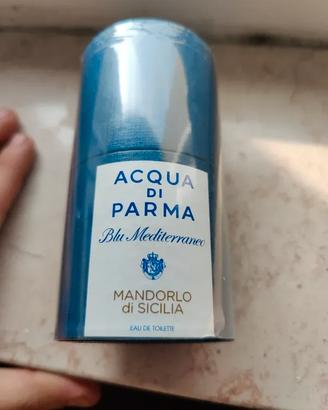 ACQUA
DI
PARMA
Blu Mediterraneo
MANDORLO
di SICILIA
EAU DE TOILETTE